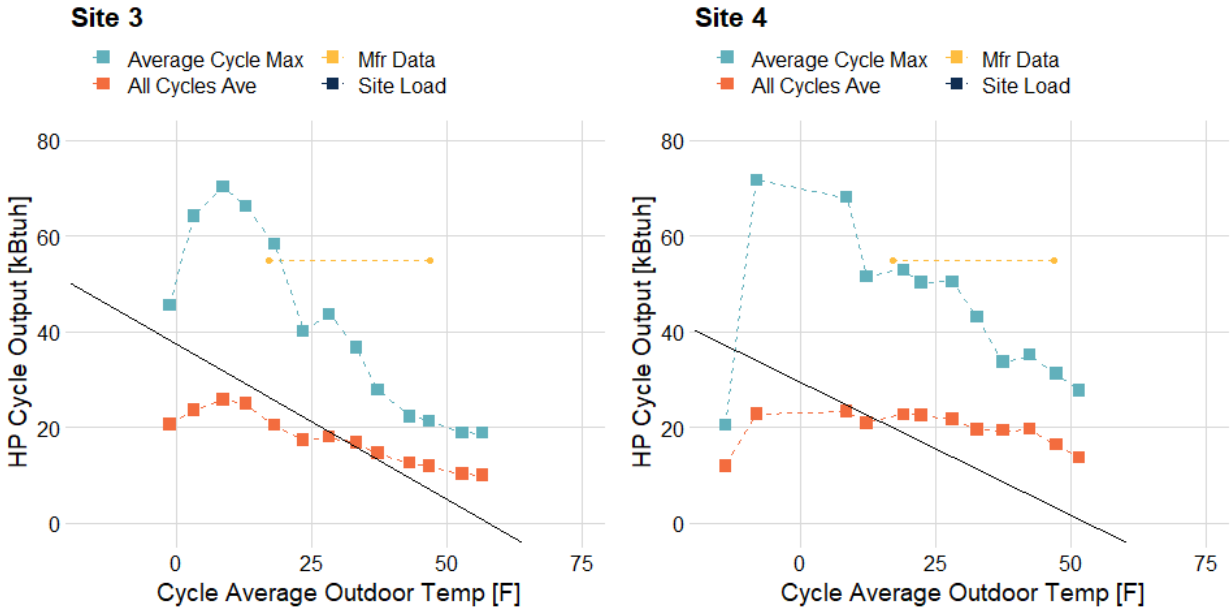 Site 3
Average Cycle Max
Mfr Data
All Cycles Ave
Site Load
HP Cycle Output [kBtuh]
80
60
40
20
0
0
25
50
75
Cycle Average Outdoor Temp [F]
Site 4
Average Cycle Max
Mfr Data
All Cycles Ave
Site Load
HP Cycle Output [kBtuh]
80
60
40
20
0
0
25
50
75
Cycle Average Outdoor Temp [F]